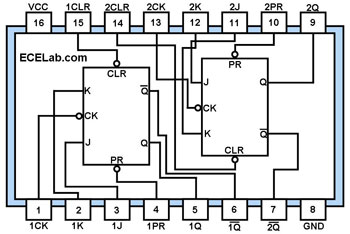 VCC 1CLR 2CLR 2CK 2K 2J 2PR 2Q
16 15 14 13 12 11 10 9
ECELab.com
CLR
K
Q
CK
J
Q
PR
PR
J
Q
CK
K
Q
CLR
1 2 3 4 5 6 7 8
1CK 1K 1J 1PR 1Q 1Q 2Q GND